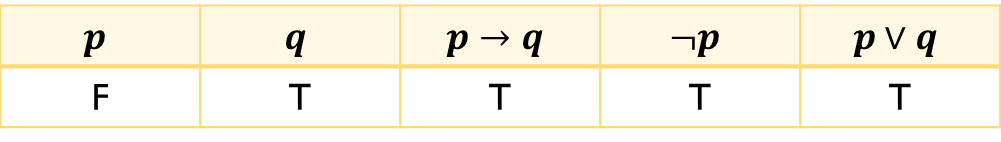 p q p → q ¬p p ∨ q
F T T T T